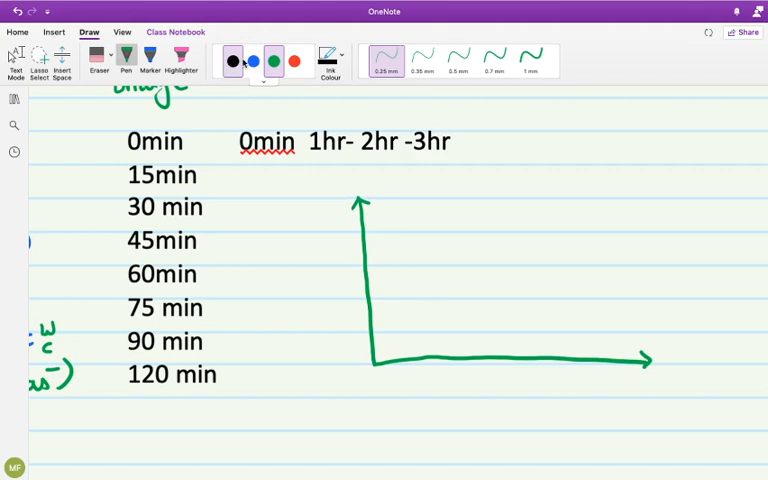 OneNote
Home Insert Draw View Class Notebook
Share
Text Mode
Lasso Select
Insert Space
Eraser
Pen
Marker
Highlighter
Ink Colour
0.25 mm
0.35 mm
0.5 mm
0.7 mm
1 mm
0min 0min 1hr- 2hr -3hr
15min
30 min
45min
60min
75 min
90 min
120 min
MF